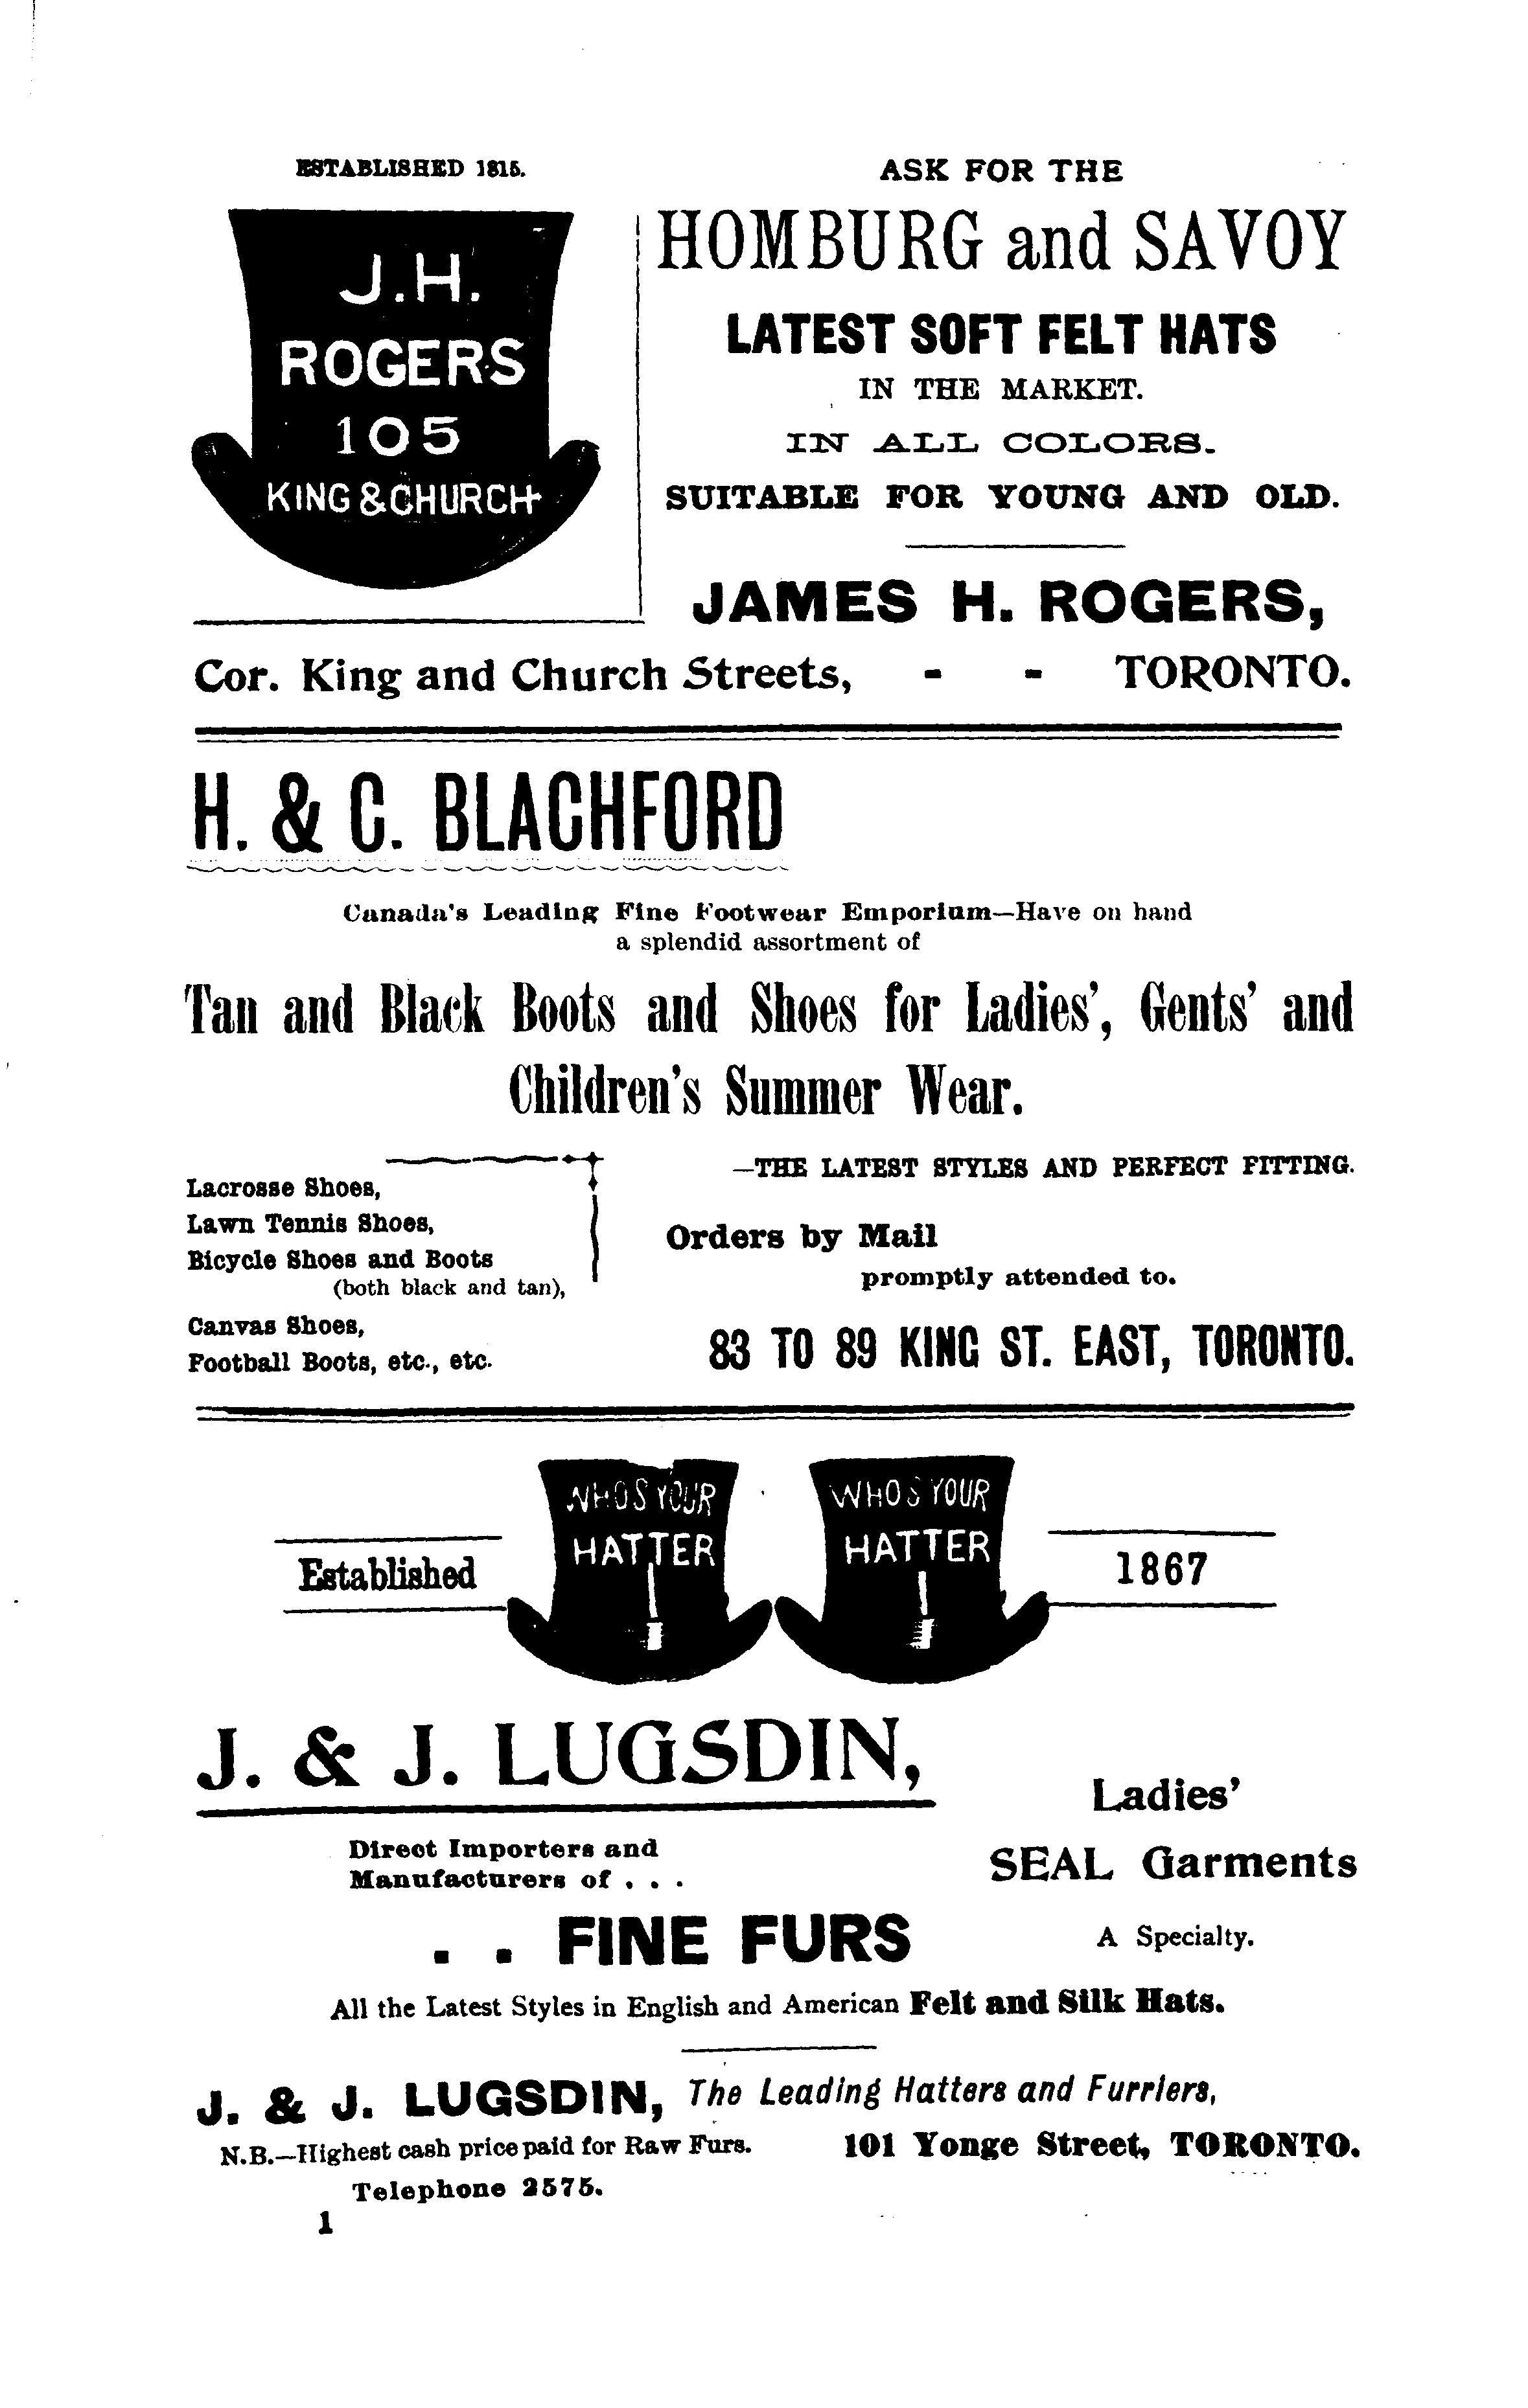 ESTABLISHED 1815.
J.H.
ROGERS
105
KING & CHURCH
ASK FOR THE
HOMBURG and SAVOY
LATEST SOFT FELT HATS
IN THE MARKET.
IN ALL COLORS.
SUITABLE FOR YOUNG AND OLD.
JAMES H. ROGERS,
Cor. King and Church Streets, - - TORONTO.
H. & C. BLACHFORD
Canada's Leading Fine Footwear Emporium—Have on hand
a splendid assortment of
Tan and Black Boots and Shoes for Ladies', Gents' and
Children's Summer Wear.
Lacrosse Shoes,
Lawn Tennis Shoes,
Bicycle Shoes and Boots
(both black and tan),
Canvas Shoes,
Football Boots, etc., etc.
—THE LATEST STYLES AND PERFECT FITTING.
Orders by Mail
promptly attended to.
83 TO 89 KING ST. EAST, TORONTO.
WHOS YOUR
HATTER
WHOS YOUR
HATTER
Established 1867
J. & J. LUGSDIN,
Direct Importers and
Manufacturers of . . .
. . FINE FURS
Ladies'
SEAL Garments
A Specialty.
All the Latest Styles in English and American Felt and Silk Hats.
J. & J. LUGSDIN, The Leading Hatters and Furriers,
N.B.—Highest cash price paid for Raw Furs. 101 Yonge Street, TORONTO.
Telephone 2575.
1